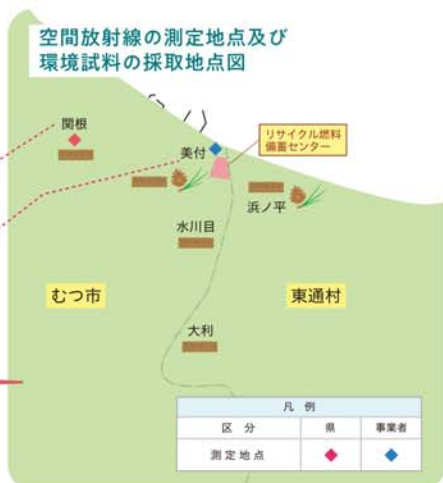 空間放射線の測定地点及び
環境試料の採取地点図
関根
リサイクル燃料
備蓄センター
美付
浜ノ平
水川目
むつ市
東通村
大利
凡 例
区 分 県 事業者
測定地点